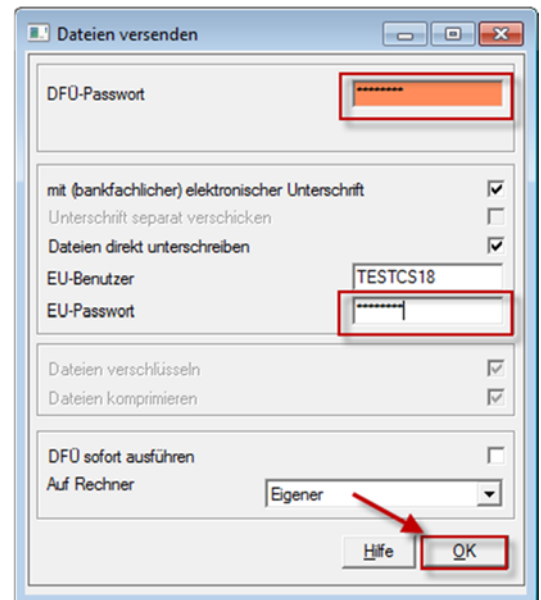 Dateien versenden
DFÜ-Passwort ********
mit (bankfachlicher) elektronischer Unterschrift
Unterschrift separat verschicken
Dateien direkt unterschreiben
EU-Benutzer TESTCS18
EU-Passwort ********
Dateien verschlüsseln
Dateien komprimieren
DFÜ sofort ausführen
Auf Rechner Eigener
Hilfe OK